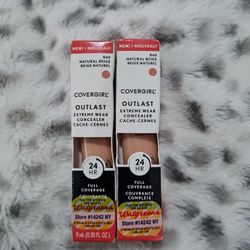 NEW! / NOUVEAU!
840
NATURAL BEIGE
BEIGE NATUREL
COVERGIRL
OUTLAST
EXTREME WEAR
CONCEALER
CACHE-CERNES
24
HR
FULL
COVERAGE
COUVRANCE
Walgreens
Store #14242 NY
9 mL (0.30 FL OZ)
NEW! / NOUVEAU!
840
NATURAL BEIGE
BEIGE NATUREL
COVERGIRL
OUTLAST
EXTREME WEAR
CONCEALER
CACHE-CERNES
24
HR
FULL COVERAGE
COUVRANCE
COMPLÈTE
Walgreens
Store #14242 NY